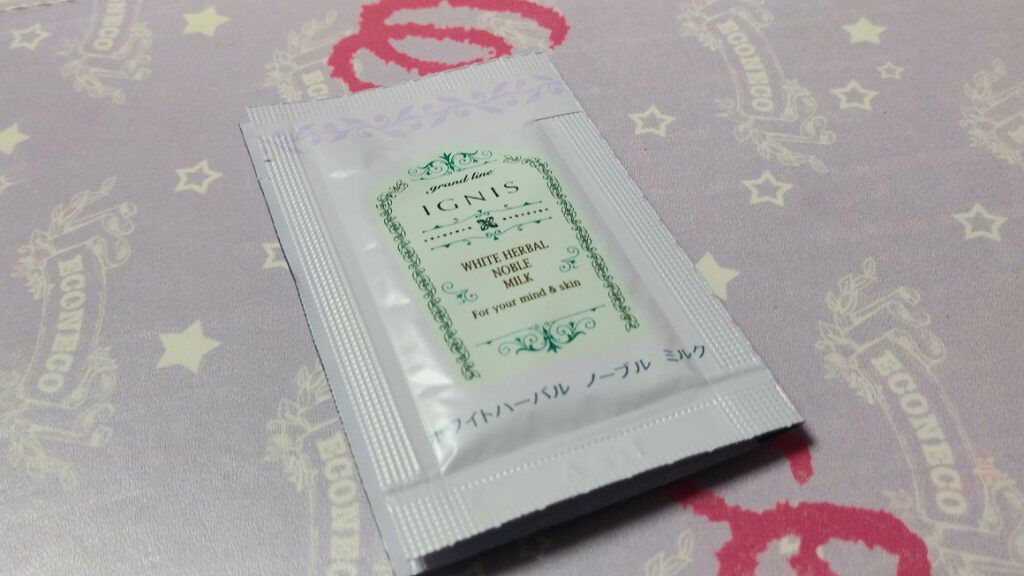 grand line
IGNIS
WHITE HERBAL
NOBLE
MILK
For your mind & skin
ホワイトハーバル ノーブル ミルク
ECONECO
ECONECO
ECONECO
ECONECO